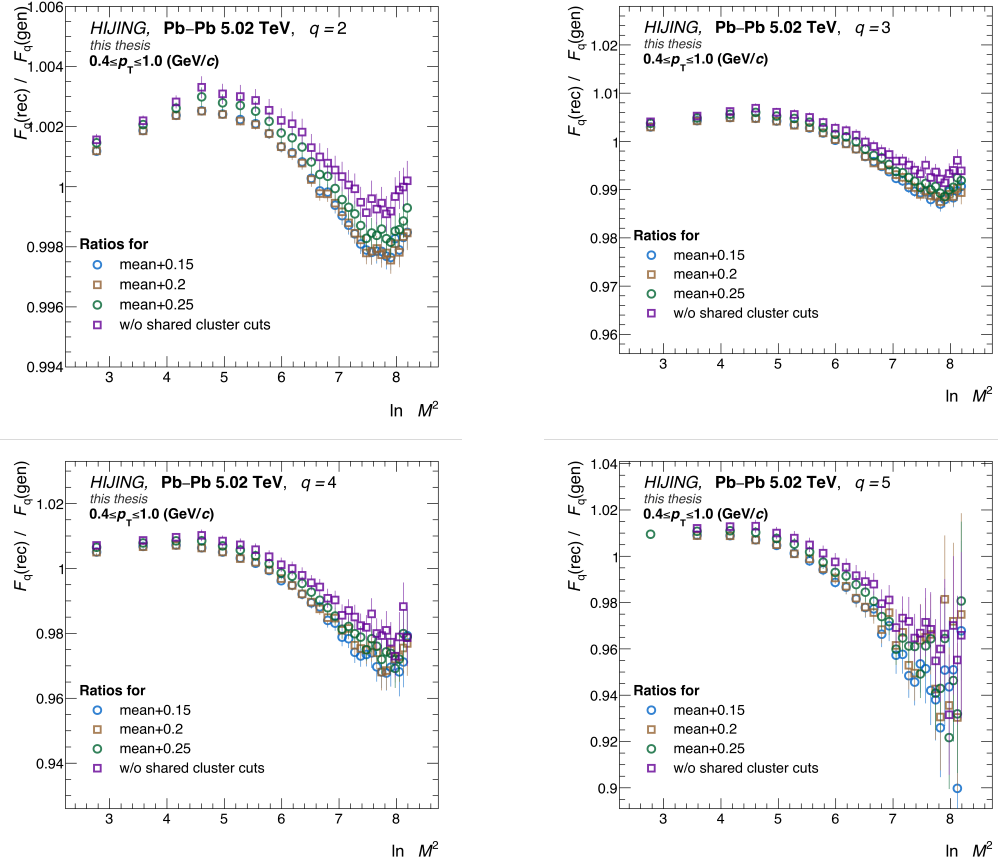 HIJING, Pb–Pb 5.02 TeV, q = 2
this thesis
0.4≤pT≤1.0 (GeV/c)
Fq(rec) / Fq(gen)
1.006
1.004
1.002
1
0.998
0.996
0.994
Ratios for
mean+0.15
mean+0.2
mean+0.25
w/o shared cluster cuts
3 4 5 6 7 8
ln M²
HIJING, Pb–Pb 5.02 TeV, q = 3
this thesis
0.4≤pT≤1.0 (GeV/c)
Fq(rec) / Fq(gen)
1.02
1.01
1
0.99
0.98
0.97
0.96
Ratios for
mean+0.15
mean+0.2
mean+0.25
w/o shared cluster cuts
3 4 5 6 7 8
ln M²
HIJING, Pb–Pb 5.02 TeV, q = 4
this thesis
0.4≤pT≤1.0 (GeV/c)
Fq(rec) / Fq(gen)
1.02
1
0.98
0.96
0.94
Ratios for
mean+0.15
mean+0.2
mean+0.25
w/o shared cluster cuts
3 4 5 6 7 8
ln M²
HIJING, Pb–Pb 5.02 TeV, q = 5
this thesis
0.4≤pT≤1.0 (GeV/c)
Fq(rec) / Fq(gen)
1.04
1.02
1
0.98
0.96
0.94
0.92
0.9
Ratios for
mean+0.15
mean+0.2
mean+0.25
w/o shared cluster cuts
3 4 5 6 7 8
ln M²